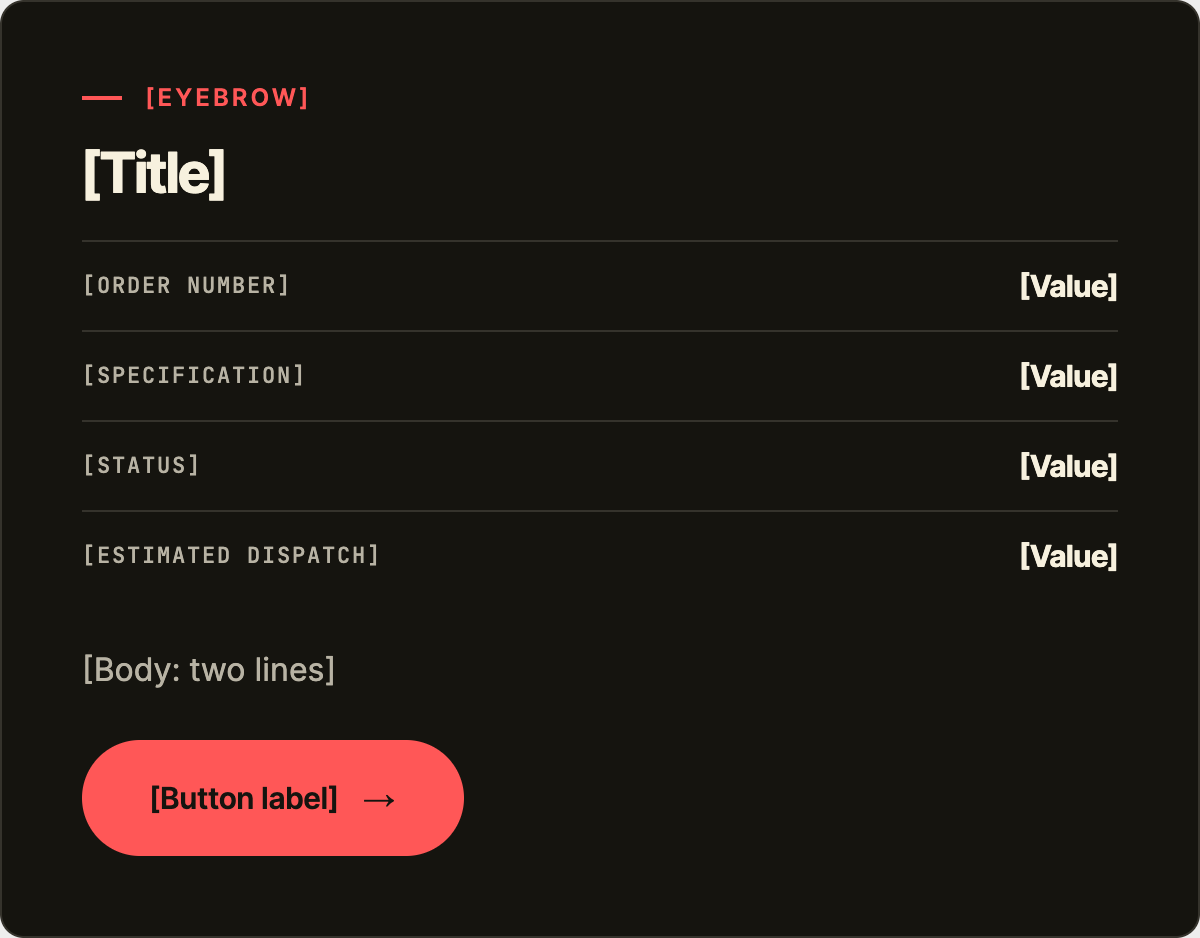 [EYEBROW]
[Title]
[ORDER NUMBER] [Value]
[SPECIFICATION] [Value]
[STATUS] [Value]
[ESTIMATED DISPATCH] [Value]
[Body: two lines]
[Button label] →